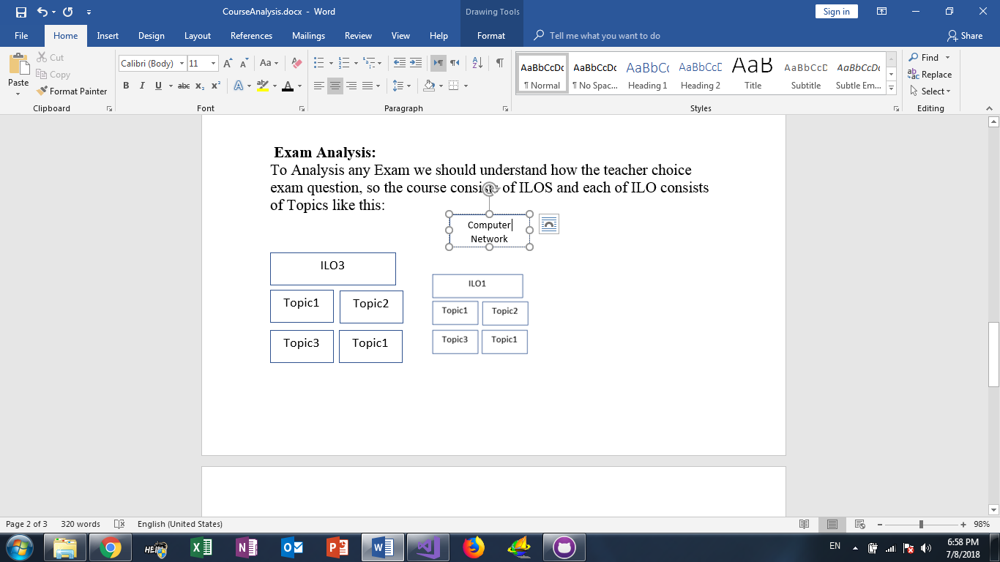 CourseAnalysis.docx - Word
Drawing Tools
Sign in
File Home Insert Design Layout References Mailings Review View Help Format Tell me what you want to do Share
Paste
Cut
Copy
Format Painter
Clipboard
Calibri (Body) 11
Font
Paragraph
AaBbCcDc AaBbCcDc AaBbCc AaBbCcD AaB AaBbCcD AaBbCcDc
¶ Normal ¶ No Spac... Heading 1 Heading 2 Title Subtitle Subtle Em...
Styles
Find
Replace
Select
Editing
Exam Analysis:
To Analysis any Exam we should understand how the teacher choice
exam question, so the course consists of ILOS and each of ILO consists
of Topics like this:
Computer
Network
ILO3
Topic1 Topic2
Topic3 Topic1
ILO1
Topic1 Topic2
Topic3 Topic1
Page 2 of 3 320 words English (United States) 98%
EN 6:58 PM
7/8/2018